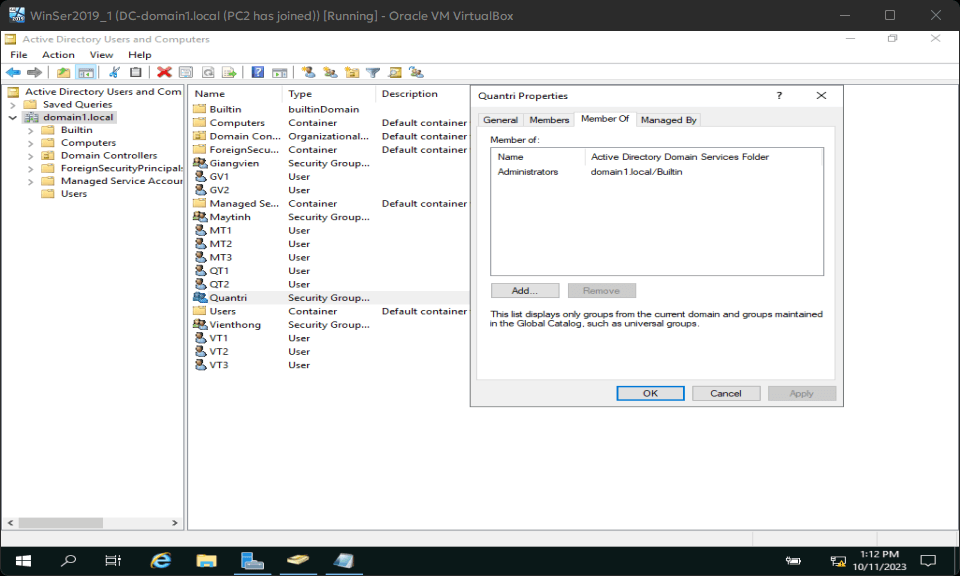 WinSer2019_1 (DC-domain1.local (PC2 has joined)) [Running] - Oracle VM VirtualBox
Active Directory Users and Computers
File Action View Help
Active Directory Users and Com
Saved Queries
domain1.local
Builtin
Computers
Domain Controllers
ForeignSecurityPrincipals
Managed Service Accour
Users
Name Type Description
Builtin builtinDomain
Computers Container Default container
Domain Con... Organizational...  Default container
ForeignSecu... Container Default container
Giangvien Security Group...
GV1 User
GV2 User
Managed Se... Container Default container
Maytinh Security Group...
MT1 User
MT2 User
MT3 User
QT1 User
QT2 User
Quantri Security Group...
Users Container Default container
Vienthong Security Group...
VT1 User
VT2 User
VT3 User
Quantri Properties ?
General Members Member Of Managed By
Member of:
Name Active Directory Domain Services Folder
Administrators domain1.local/Builtin
Add... Remove
This list displays only groups from the current domain and groups maintained
in the Global Catalog, such as universal groups.
OK Cancel Apply
1:12 PM
10/11/2023